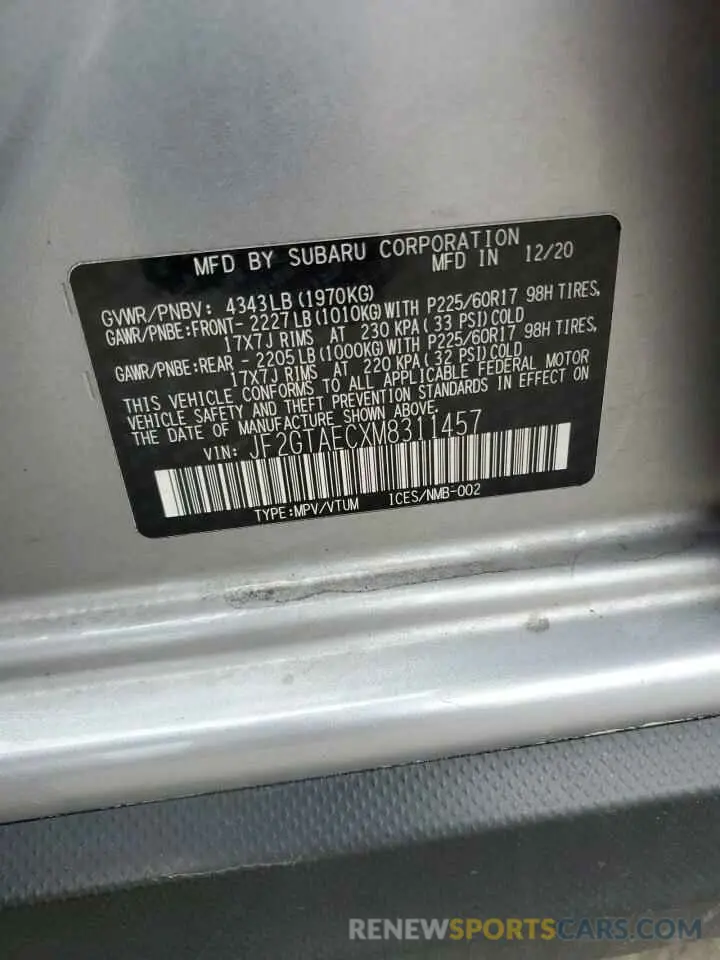 MFD BY SUBARU CORPORATION
MFD IN 12/20
GVWR/PNBV: 4343LB (1970KG)
GAWR/PNBE:FRONT- 2227LB (1010KG) WITH P225/60R17 98H TIRES,
17X7J RIMS AT 230 KPA (33 PSI) COLD
GAWR/PNBE:REAR - 2205LB (1000KG) WITH P225/60R17 98H TIRES,
17X7J RIMS AT 220 KPA (32 PSI) COLD
THIS VEHICLE CONFORMS TO ALL APPLICABLE FEDERAL MOTOR
VEHICLE SAFETY AND THEFT PREVENTION STANDARDS IN EFFECT ON
THE DATE OF MANUFACTURE SHOWN ABOVE.
VIN: JF2GTAECXM8311457
TYPE:MPV/VTUM ICES/NMB-002
RENEWSPORTSCARS.COM